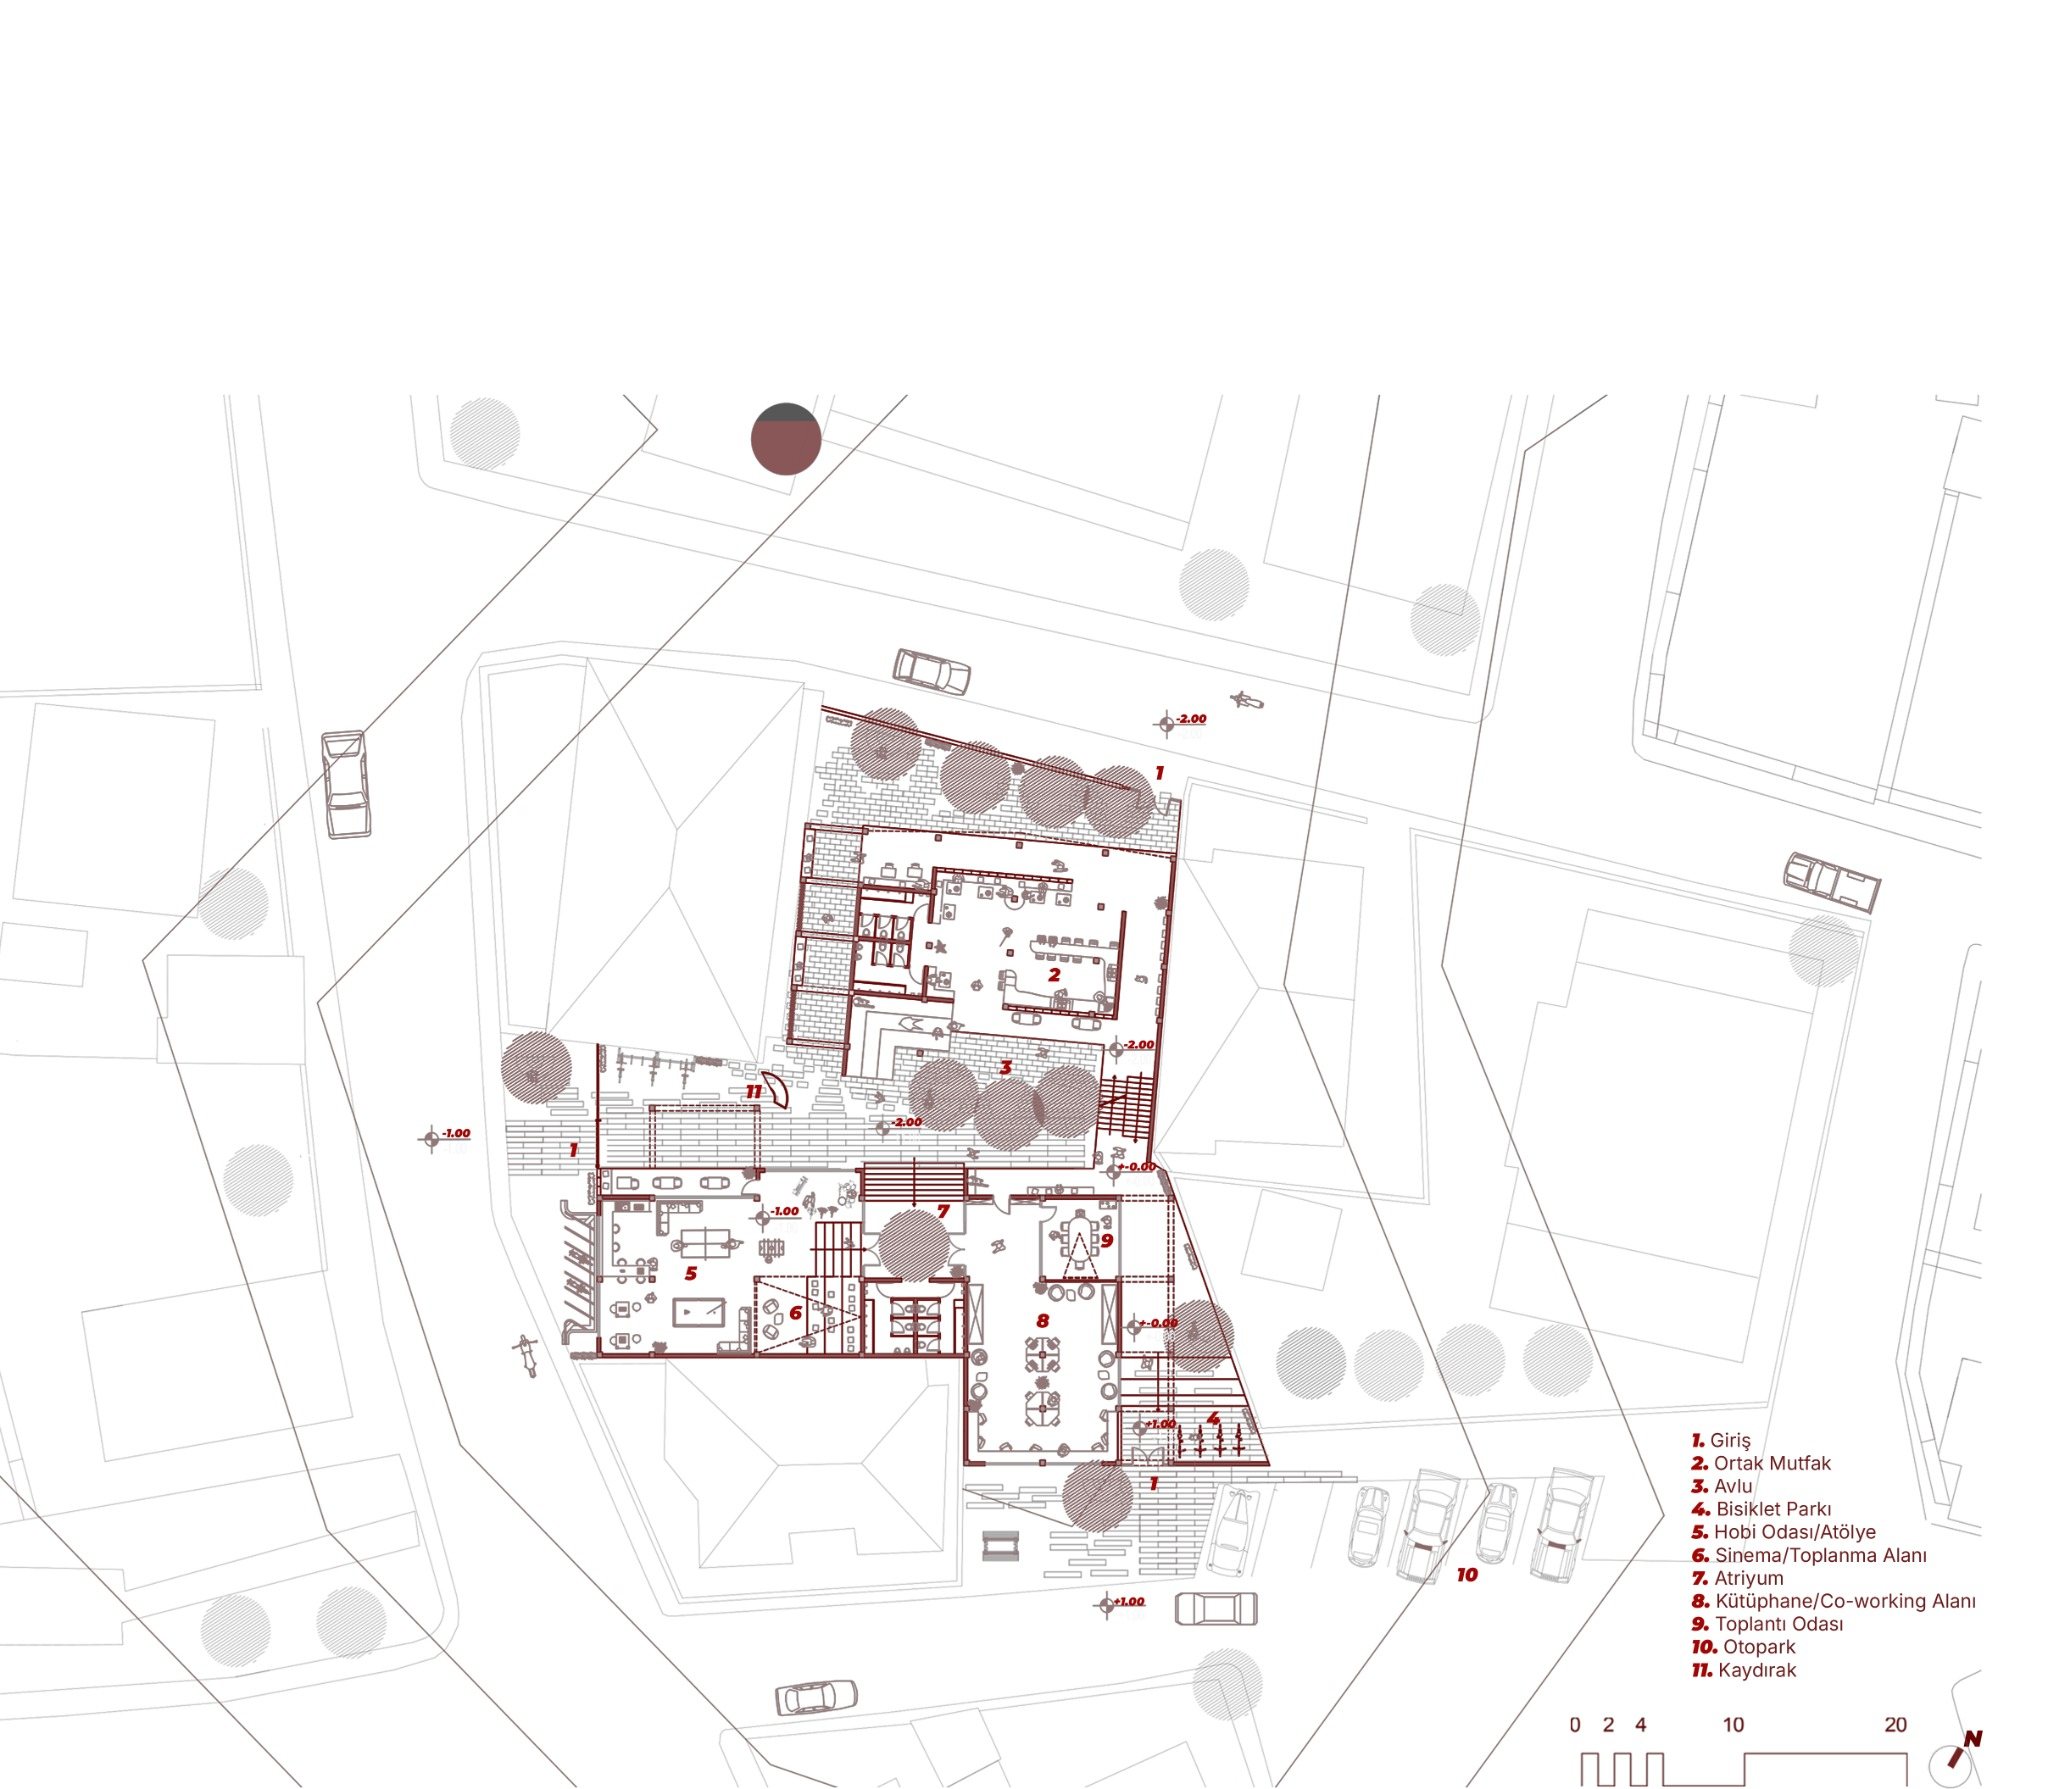 -2.00
1
2
-2.00
3
11
-2.00
-1.00
1
+-0.00
-1.00
7
9
5
6
8
+-0.00
4
+1.00
1
10
+1.00
1. Giriş
2. Ortak Mutfak
3. Avlu
4. Bisiklet Parkı
5. Hobi Odası/Atölye
6. Sinema/Toplanma Alanı
7. Atriyum
8. Kütüphane/Co-working Alanı
9. Toplantı Odası
10. Otopark
11. Kaydırak
0 2 4 10 20
N